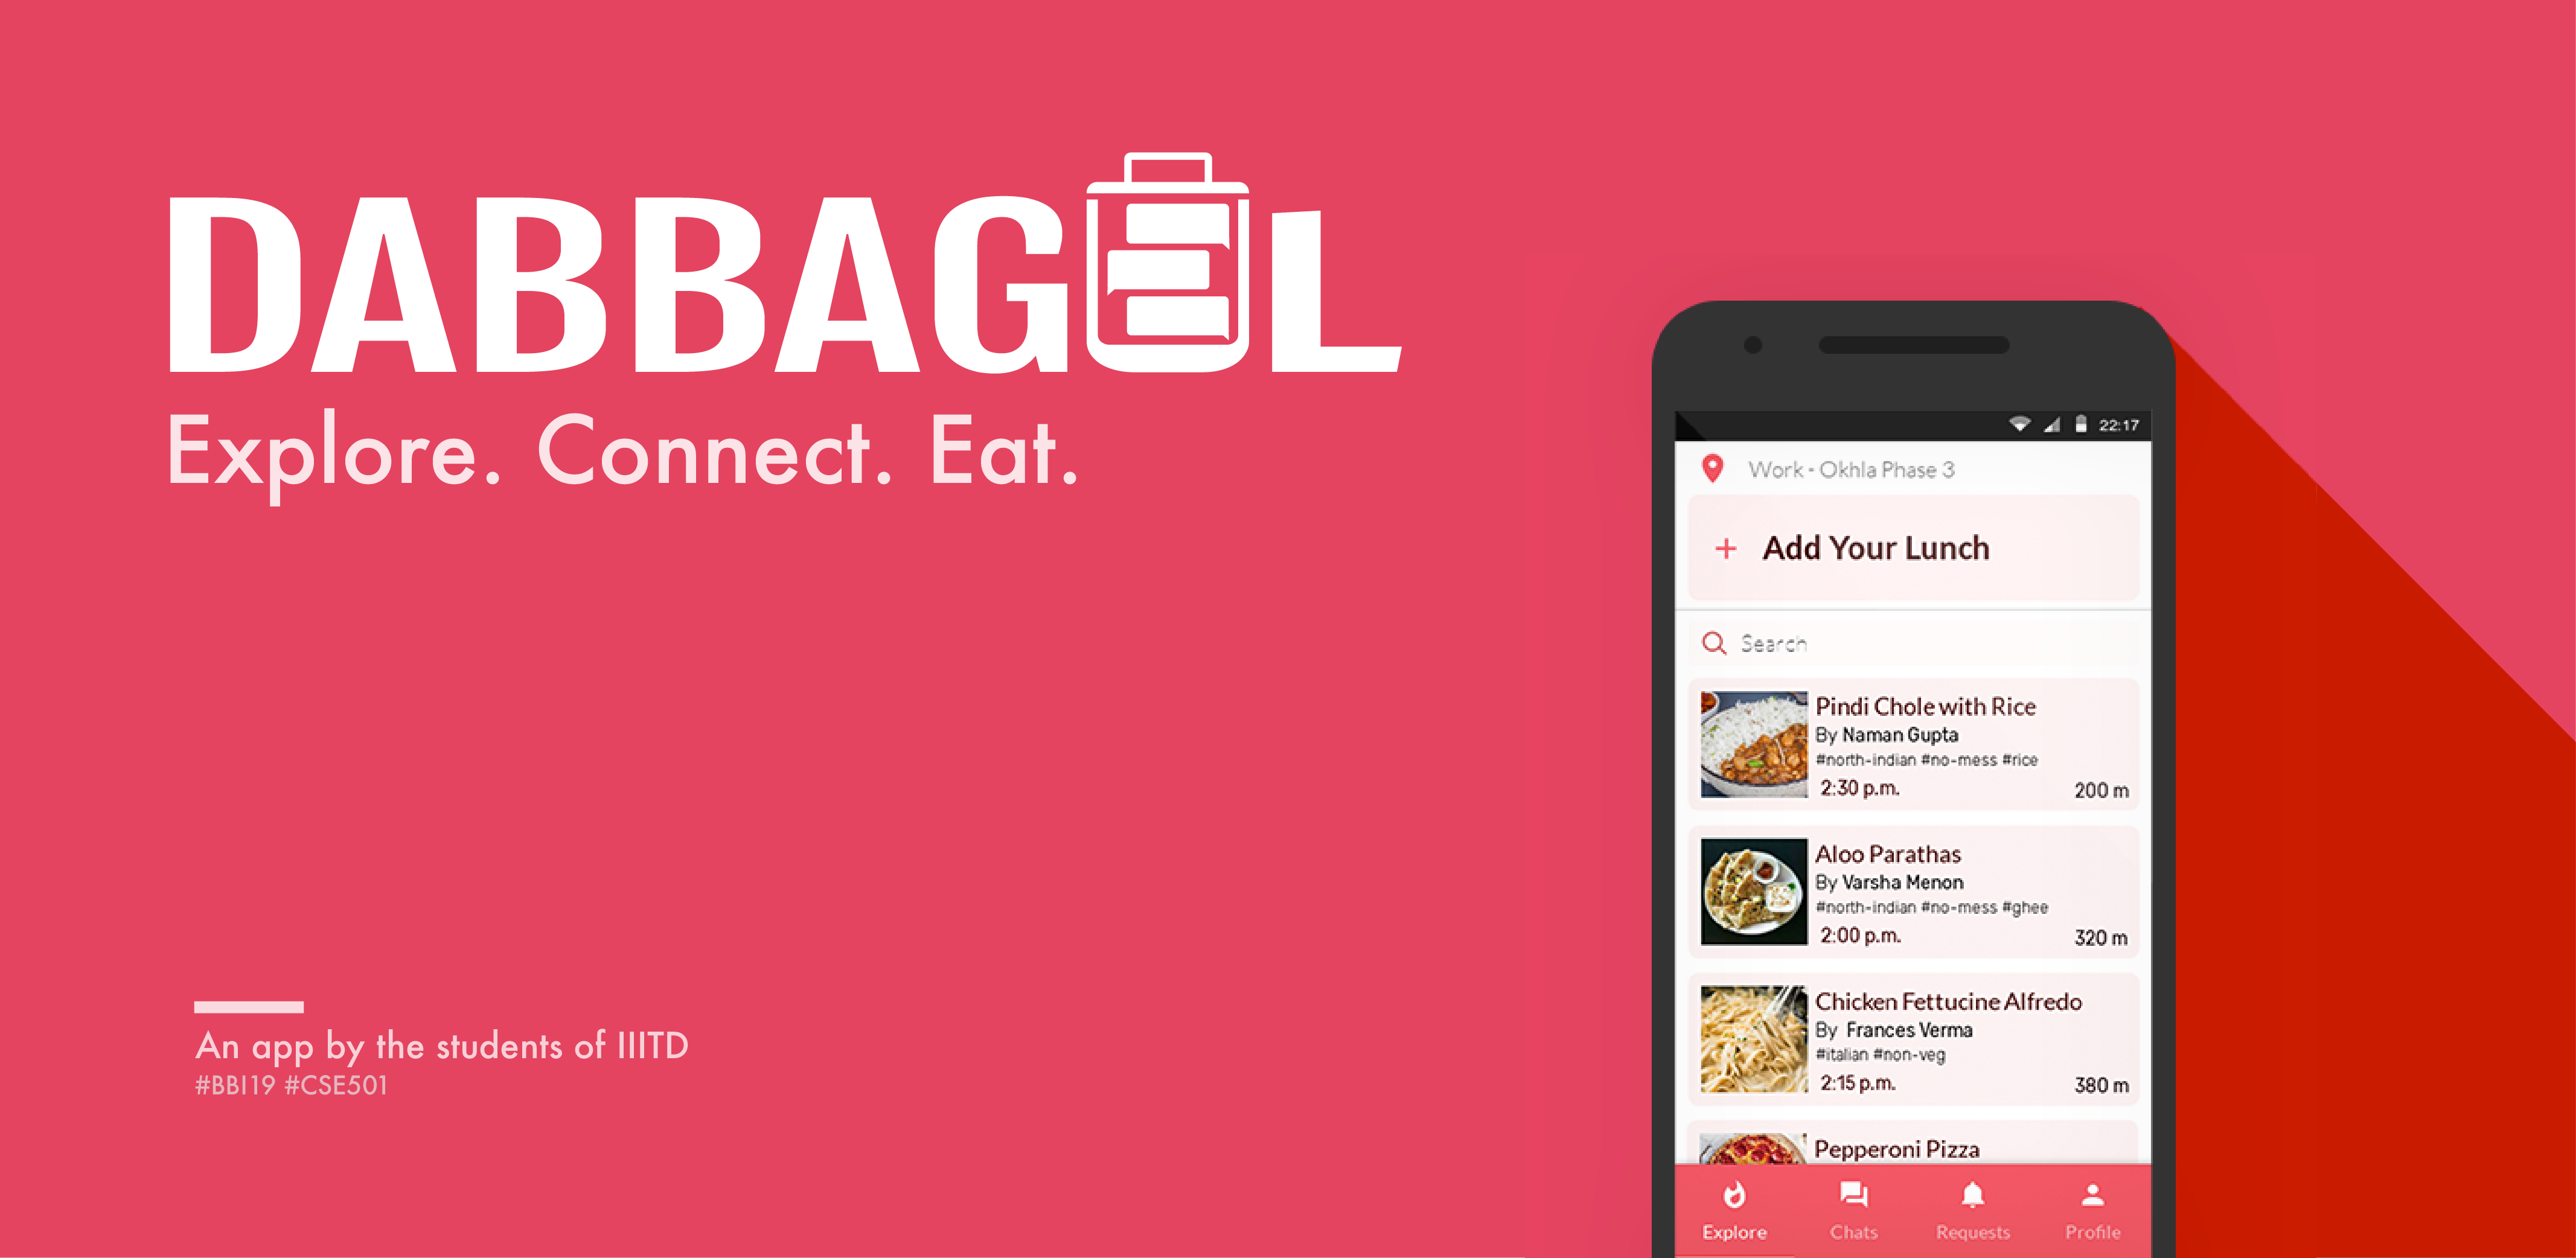 DABBAGEL
Explore. Connect. Eat.
An app by the students of IIITD
#BBI19 #CSE501
22:17
Work - Okhla Phase 3
+ Add Your Lunch
Search
Pindi Chole with Rice
By Naman Gupta
#north-indian #no-mess #rice
2:30 p.m. 200 m
Aloo Parathas
By Varsha Menon
#north-indian #no-mess #ghee
2:00 p.m. 320 m
Chicken Fettucine Alfredo
By Frances Verma
#italian #non-veg
2:15 p.m. 380 m
Pepperoni Pizza
Explore Chats Requests Profile